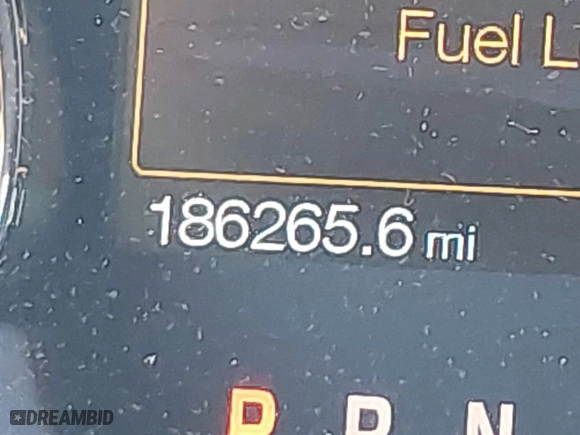 Fuel L
186265.6 mi
P R N
DREAMBID